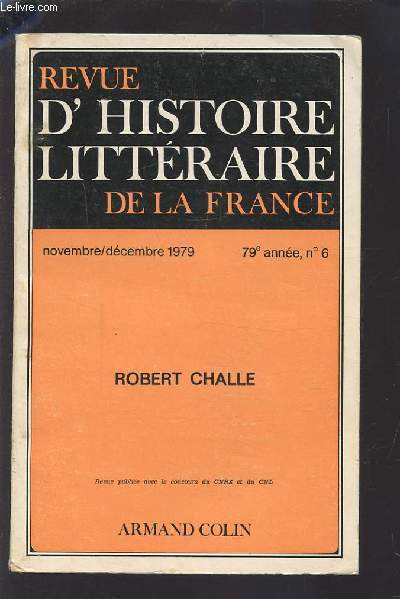 Le-livre.com
REVUE
D'HISTOIRE
LITTÉRAIRE
DE LA FRANCE
novembre/décembre 1979 79e année, n° 6
ROBERT CHALLE
Revue publiée avec le concours du CNRS et du CNL
ARMAND COLIN